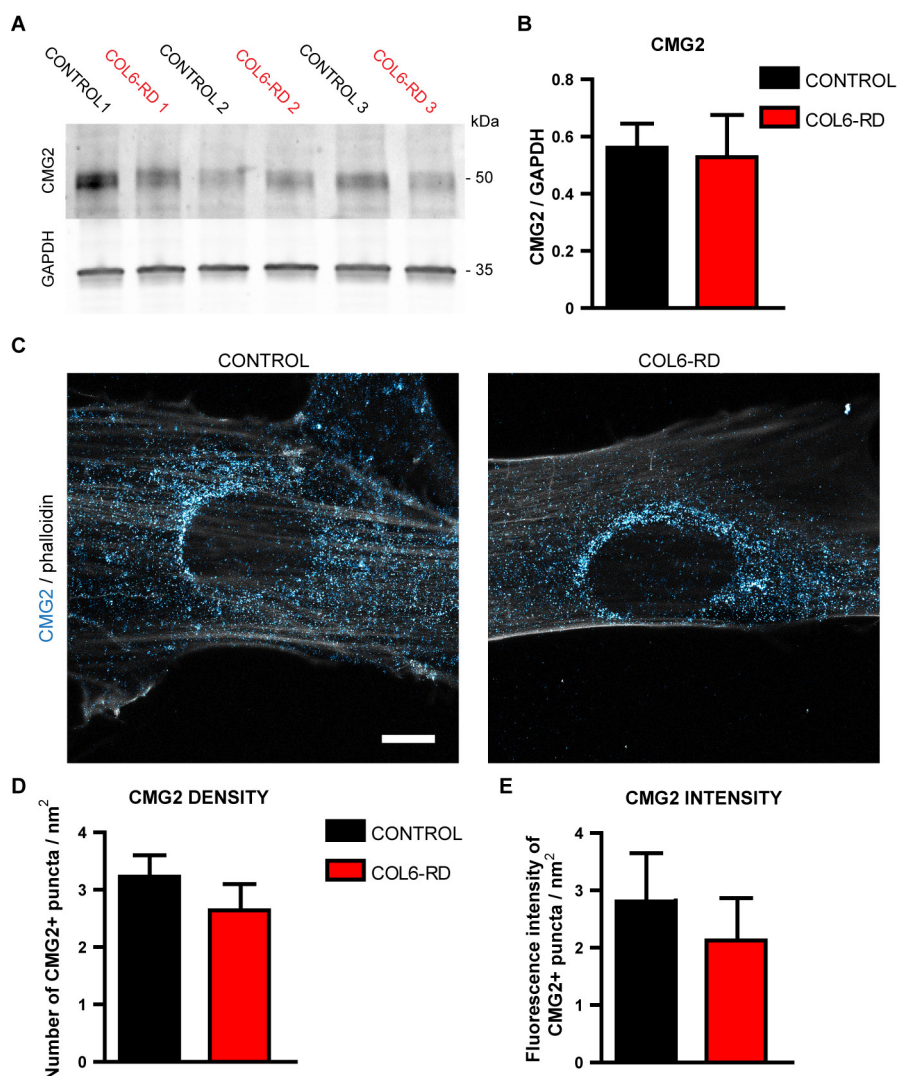 A
CONTROL 1
COL6-RD 1
CONTROL 2
COL6-RD 2
CONTROL 3
COL6-RD 3
kDa
CMG2
- 50
GAPDH
- 35
B
CMG2
CMG2 / GAPDH
0.8
0.6
0.4
0.2
0
CONTROL
COL6-RD
C
CONTROL
COL6-RD
CMG2 / phalloidin
D
CMG2 DENSITY
Number of CMG2+ puncta / nm²
4
3
2
1
0
CONTROL
COL6-RD
E
CMG2 INTENSITY
Fluorescence intensity of
CMG2+ puncta / nm²
4
3
2
1
0